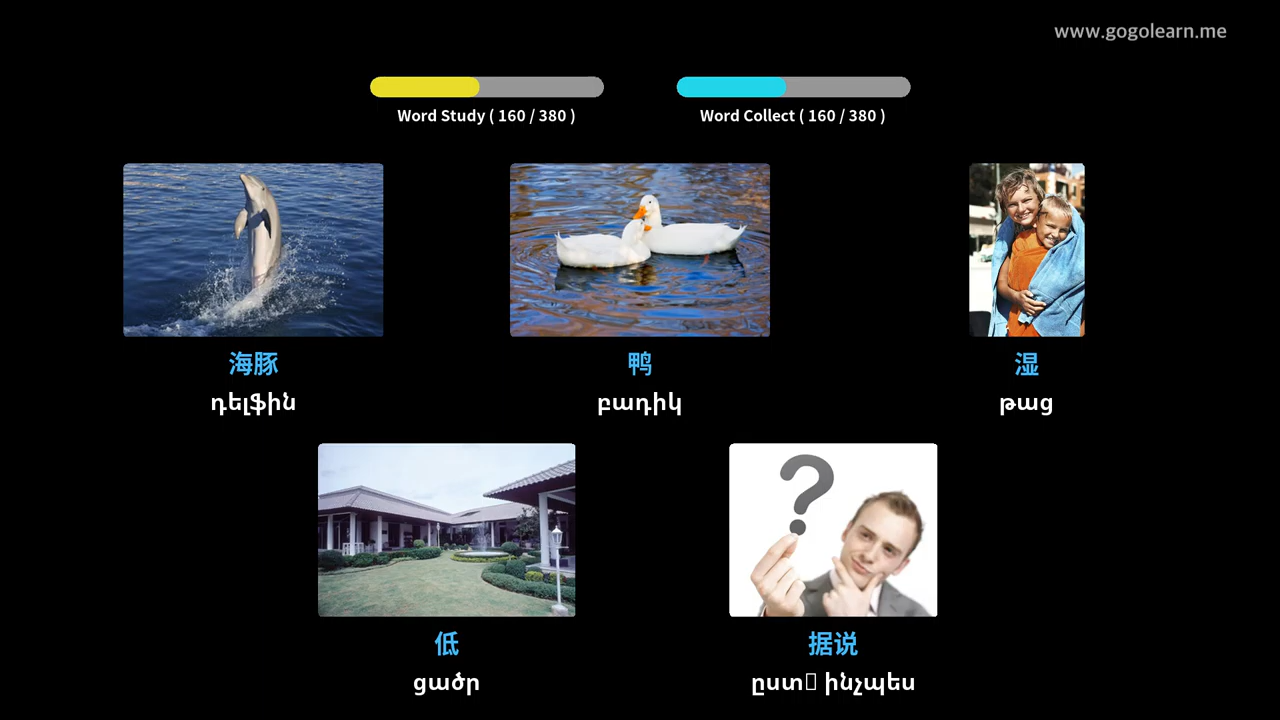 www.gogolearn.me
Word Study ( 160 / 380 )
Word Collect ( 160 / 380 )
海豚
դելֆին
鸭
բադիկ
湿
թաց
低
ցածր
据说
ըստ ինչպես